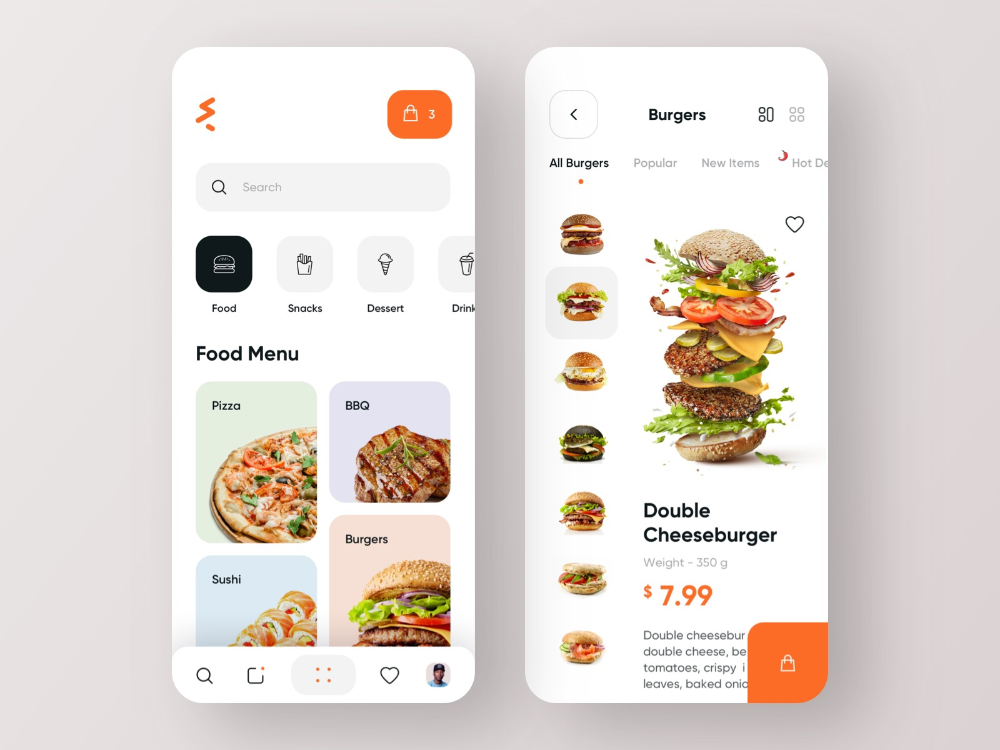 3
Search
Food
Snacks
Dessert
Drink
Food Menu
Pizza
BBQ
Burgers
Sushi
Burgers
All Burgers
Popular
New Items
Hot De
Double
Cheeseburger
Weight - 350 g
$ 7.99
Double cheesebur
double cheese, be
tomatoes, crispy i
leaves, baked onio